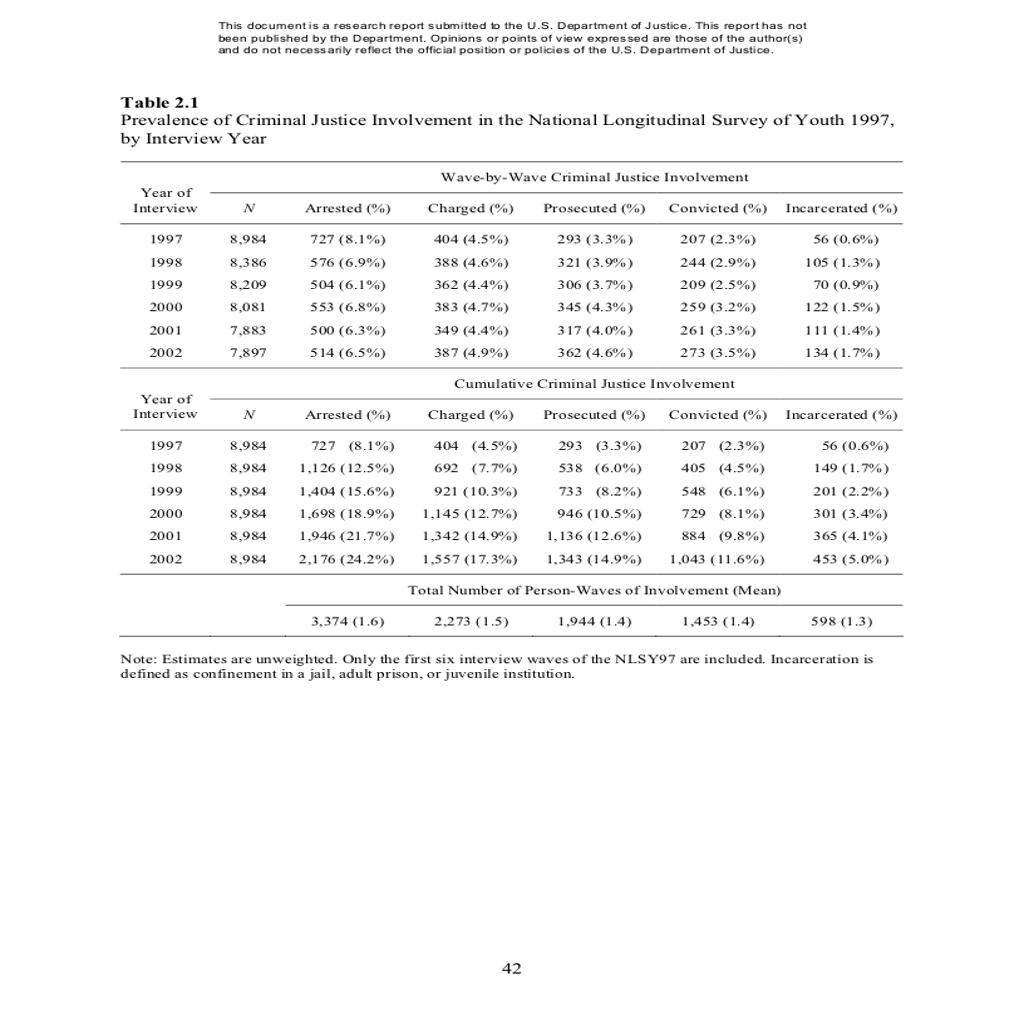 This document is a research report submitted to the U.S. Department of Justice. This report has not
been published by the Department. Opinions or points of view expressed are those of the author(s)
and do not necessarily reflect the official position or policies of the U.S. Department of Justice.
Table 2.1
Prevalence of Criminal Justice Involvement in the National Longitudinal Survey of Youth 1997,
by Interview Year
Wave-by-Wave Criminal Justice Involvement
Year of
Interview N Arrested (%) Charged (%) Prosecuted (%) Convicted (%) Incarcerated (%)
1997 8,984 727 (8.1%) 404 (4.5%) 293 (3.3%) 207 (2.3%) 56 (0.6%)
1998 8,386 576 (6.9%) 388 (4.6%) 321 (3.9%) 244 (2.9%) 105 (1.3%)
1999 8,209 504 (6.1%) 362 (4.4%) 306 (3.7%) 209 (2.5%) 70 (0.9%)
2000 8,081 553 (6.8%) 383 (4.7%) 345 (4.3%) 259 (3.2%) 122 (1.5%)
2001 7,883 500 (6.3%) 349 (4.4%) 317 (4.0%) 261 (3.3%) 111 (1.4%)
2002 7,897 514 (6.5%) 387 (4.9%) 362 (4.6%) 273 (3.5%) 134 (1.7%)
Cumulative Criminal Justice Involvement
Year of
Interview N Arrested (%) Charged (%) Prosecuted (%) Convicted (%) Incarcerated (%)
1997 8,984 727 (8.1%) 404 (4.5%) 293 (3.3%) 207 (2.3%) 56 (0.6%)
1998 8,984 1,126 (12.5%) 692 (7.7%) 538 (6.0%) 405 (4.5%) 149 (1.7%)
1999 8,984 1,404 (15.6%) 921 (10.3%) 733 (8.2%) 548 (6.1%) 201 (2.2%)
2000 8,984 1,698 (18.9%) 1,145 (12.7%) 946 (10.5%) 729 (8.1%) 301 (3.4%)
2001 8,984 1,946 (21.7%) 1,342 (14.9%) 1,136 (12.6%) 884 (9.8%) 365 (4.1%)
2002 8,984 2,176 (24.2%) 1,557 (17.3%) 1,343 (14.9%) 1,043 (11.6%) 453 (5.0%)
Total Number of Person-Waves of Involvement (Mean)
3,374 (1.6) 2,273 (1.5) 1,944 (1.4) 1,453 (1.4) 598 (1.3)
Note: Estimates are unweighted. Only the first six interview waves of the NLSY97 are included. Incarceration is
defined as confinement in a jail, adult prison, or juvenile institution.
42